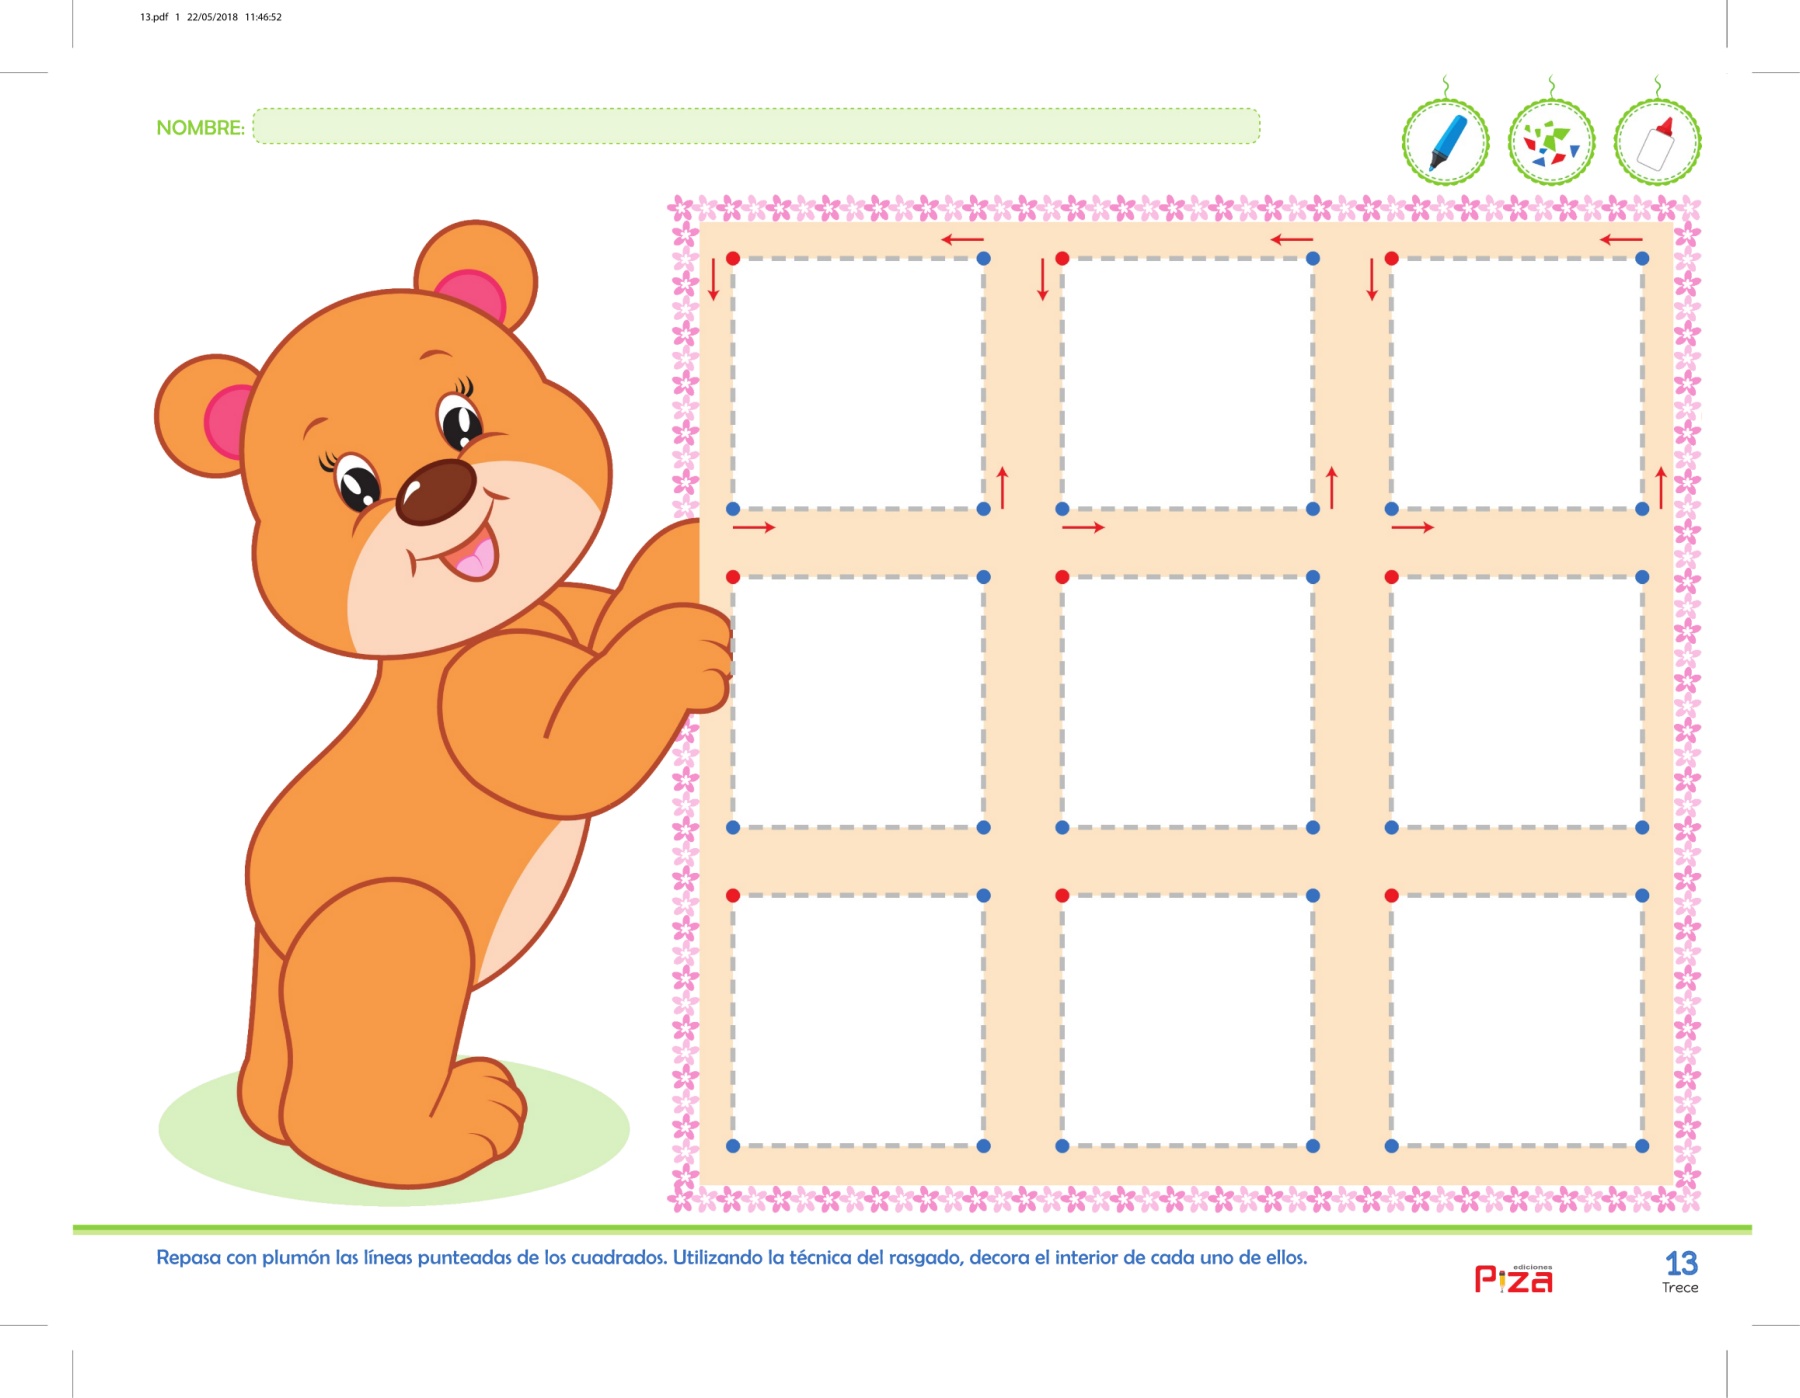 13.pdf 1 22/05/2018 11:46:52
NOMBRE:
Repasa con plumón las líneas punteadas de los cuadrados. Utilizando la técnica del rasgado, decora el interior de cada uno de ellos.
ediciones
Piza
13
Trece